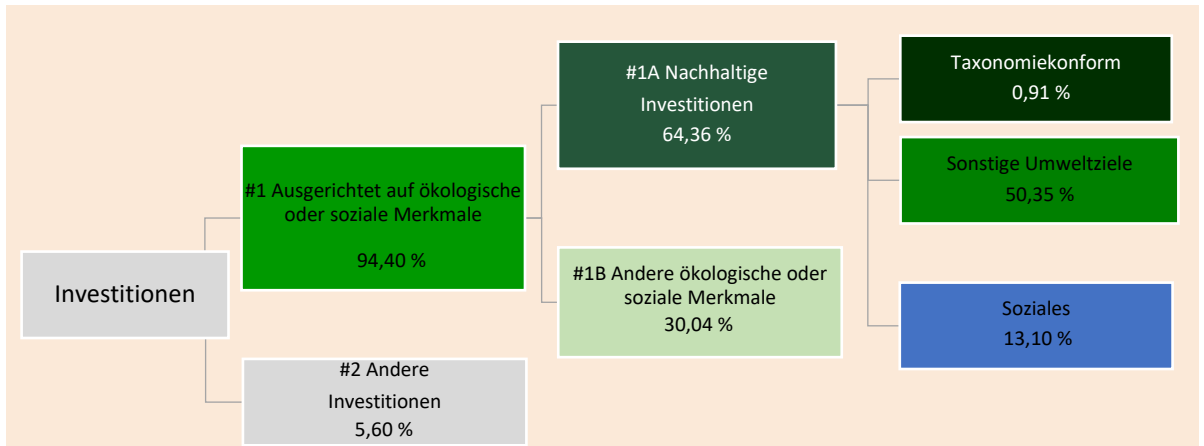 Investitionen
#1 Ausgerichtet auf ökologische
oder soziale Merkmale
94,40 %
#2 Andere
Investitionen
5,60 %
#1A Nachhaltige
Investitionen
64,36 %
#1B Andere ökologische oder
soziale Merkmale
30,04 %
Taxonomiekonform
0,91 %
Sonstige Umweltziele
50,35 %
Soziales
13,10 %